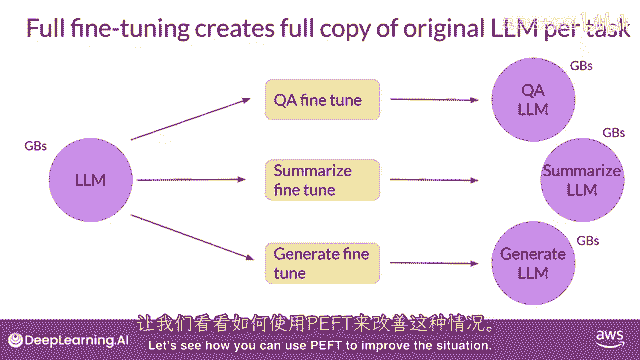 Full fine-tuning creates full copy of original LLM per task
GBs
LLM
QA fine tune
Summarize
fine tune
Generate fine
tune
GBs
QA
LLM
GBs
Summarize
LLM
GBs
Generate
LLM
让我们看看如何使用PEFT来改善这种情况。
Let's see how you can use PEFT to improve the situation.
DeepLearning.AI
aws